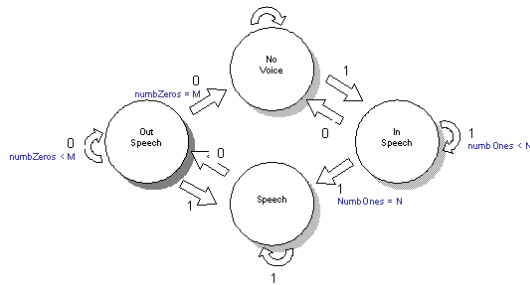 No
Voice
0
1
numbZeros = M
0
0
numbZeros < M
Out
Speech
In
Speech
1
numbOnes < N
0
1
Speech
1
NumbOnes = N
1